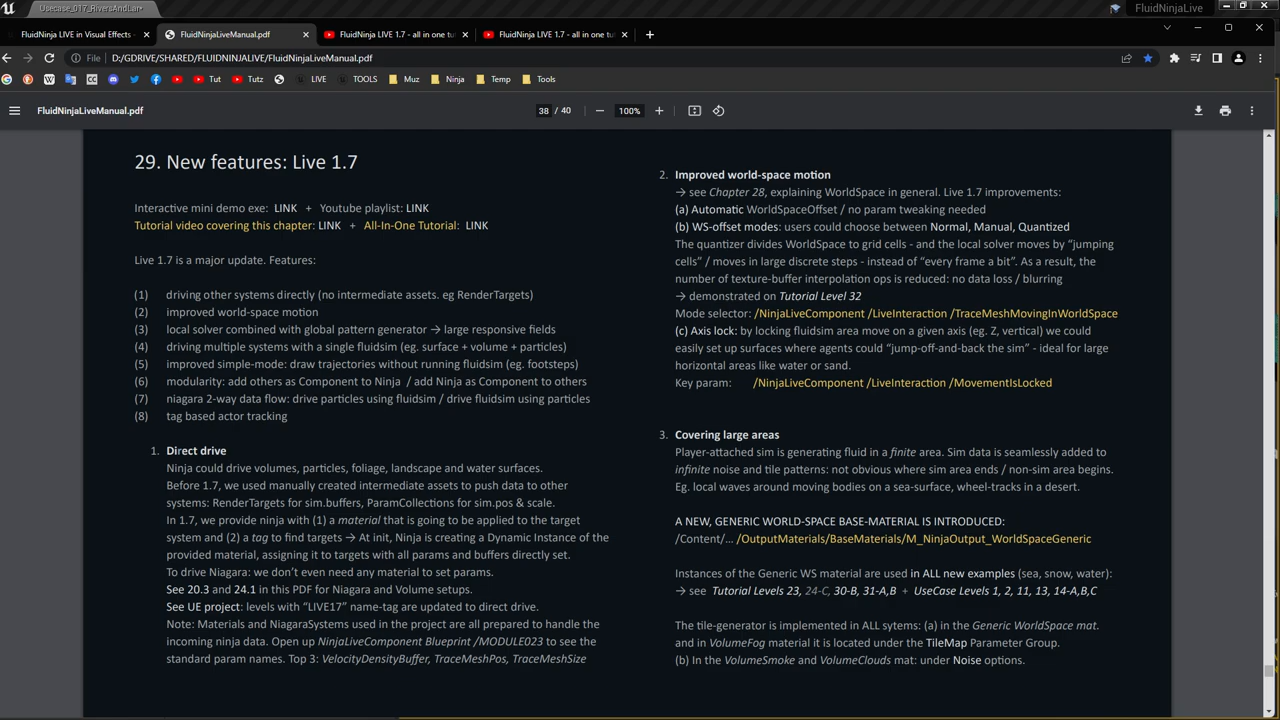 Usecase_017_RiversAndLan•
FluidNinjaLive
FluidNinja LIVE in Visual Effects -
FluidNinjaLiveManual.pdf
FluidNinja LIVE 1.7 - all in one tut
FluidNinja LIVE 1.7 - all in one tut
File D:/GDRIVE/SHARED/FLUIDNINJALIVE/FluidNinjaLiveManual.pdf
Tut Tutz LIVE TOOLS Muz Ninja Temp Tools
FluidNinjaLiveManual.pdf
38 / 40
100%
29. New features: Live 1.7
Interactive mini demo exe: LINK + Youtube playlist: LINK
Tutorial video covering this chapter: LINK + All-In-One Tutorial: LINK
Live 1.7 is a major update. Features:
(1) driving other systems directly (no intermediate assets. eg RenderTargets)
(2) improved world-space motion
(3) local solver combined with global pattern generator → large responsive fields
(4) driving multiple systems with a single fluidsim (eg. surface + volume + particles)
(5) improved simple-mode: draw trajectories without running fluidsim (eg. footsteps)
(6) modularity: add others as Component to Ninja / add Ninja as Component to others
(7) niagara 2-way data flow: drive particles using fluidsim / drive fluidsim using particles
(8) tag based actor tracking
1. Direct drive
Ninja could drive volumes, particles, foliage, landscape and water surfaces.
Before 1.7, we used manually created intermediate assets to push data to other
systems: RenderTargets for sim.buffers, ParamCollections for sim.pos & scale.
In 1.7, we provide ninja with (1) a material that is going to be applied to the target
system and (2) a tag to find targets → At init, Ninja is creating a Dynamic Instance of the
provided material, assigning it to targets with all params and buffers directly set.
To drive Niagara: we don't even need any material to set params.
See 20.3 and 24.1 in this PDF for Niagara and Volume setups.
See UE project: levels with "LIVE17" name-tag are updated to direct drive.
Note: Materials and NiagaraSystems used in the project are all prepared to handle the
incoming ninja data. Open up NinjaLiveComponent Blueprint /MODULE023 to see the
standard param names. Top 3: VelocityDensityBuffer, TraceMeshPos, TraceMeshSize
2. Improved world-space motion
→ see Chapter 28, explaining WorldSpace in general. Live 1.7 improvements:
(a) Automatic WorldSpaceOffset / no param tweaking needed
(b) WS-offset modes: users could choose between Normal, Manual, Quantized
The quantizer divides WorldSpace to grid cells - and the local solver moves by "jumping
cells" / moves in large discrete steps - instead of "every frame a bit". As a result, the
number of texture-buffer interpolation ops is reduced: no data loss / blurring
→ demonstrated on Tutorial Level 32
Mode selector: /NinjaLiveComponent /LiveInteraction /TraceMeshMovingInWorldSpace
(c) Axis lock: by locking fluidsim area move on a given axis (eg. Z, vertical) we could
easily set up surfaces where agents could "jump-off-and-back the sim" - ideal for large
horizontal areas like water or sand.
Key param: /NinjaLiveComponent /LiveInteraction /MovementIsLocked
3. Covering large areas
Player-attached sim is generating fluid in a finite area. Sim data is seamlessly added to
infinite noise and tile patterns: not obvious where sim area ends / non-sim area begins.
Eg. local waves around moving bodies on a sea-surface, wheel-tracks in a desert.
A NEW, GENERIC WORLD-SPACE BASE-MATERIAL IS INTRODUCED:
/Content/... /OutputMaterials/BaseMaterials/M_NinjaOutput_WorldSpaceGeneric
Instances of the Generic WS material are used in ALL new examples (sea, snow, water):
→ see Tutorial Levels 23, 24-C, 30-B, 31-A,B + UseCase Levels 1, 2, 11, 13, 14-A,B,C
The tile-generator is implemented in ALL sytems: (a) in the Generic WorldSpace mat.
and in VolumeFog material it is located under the TileMap Parameter Group.
(b) In the VolumeSmoke and VolumeClouds mat: under Noise options.